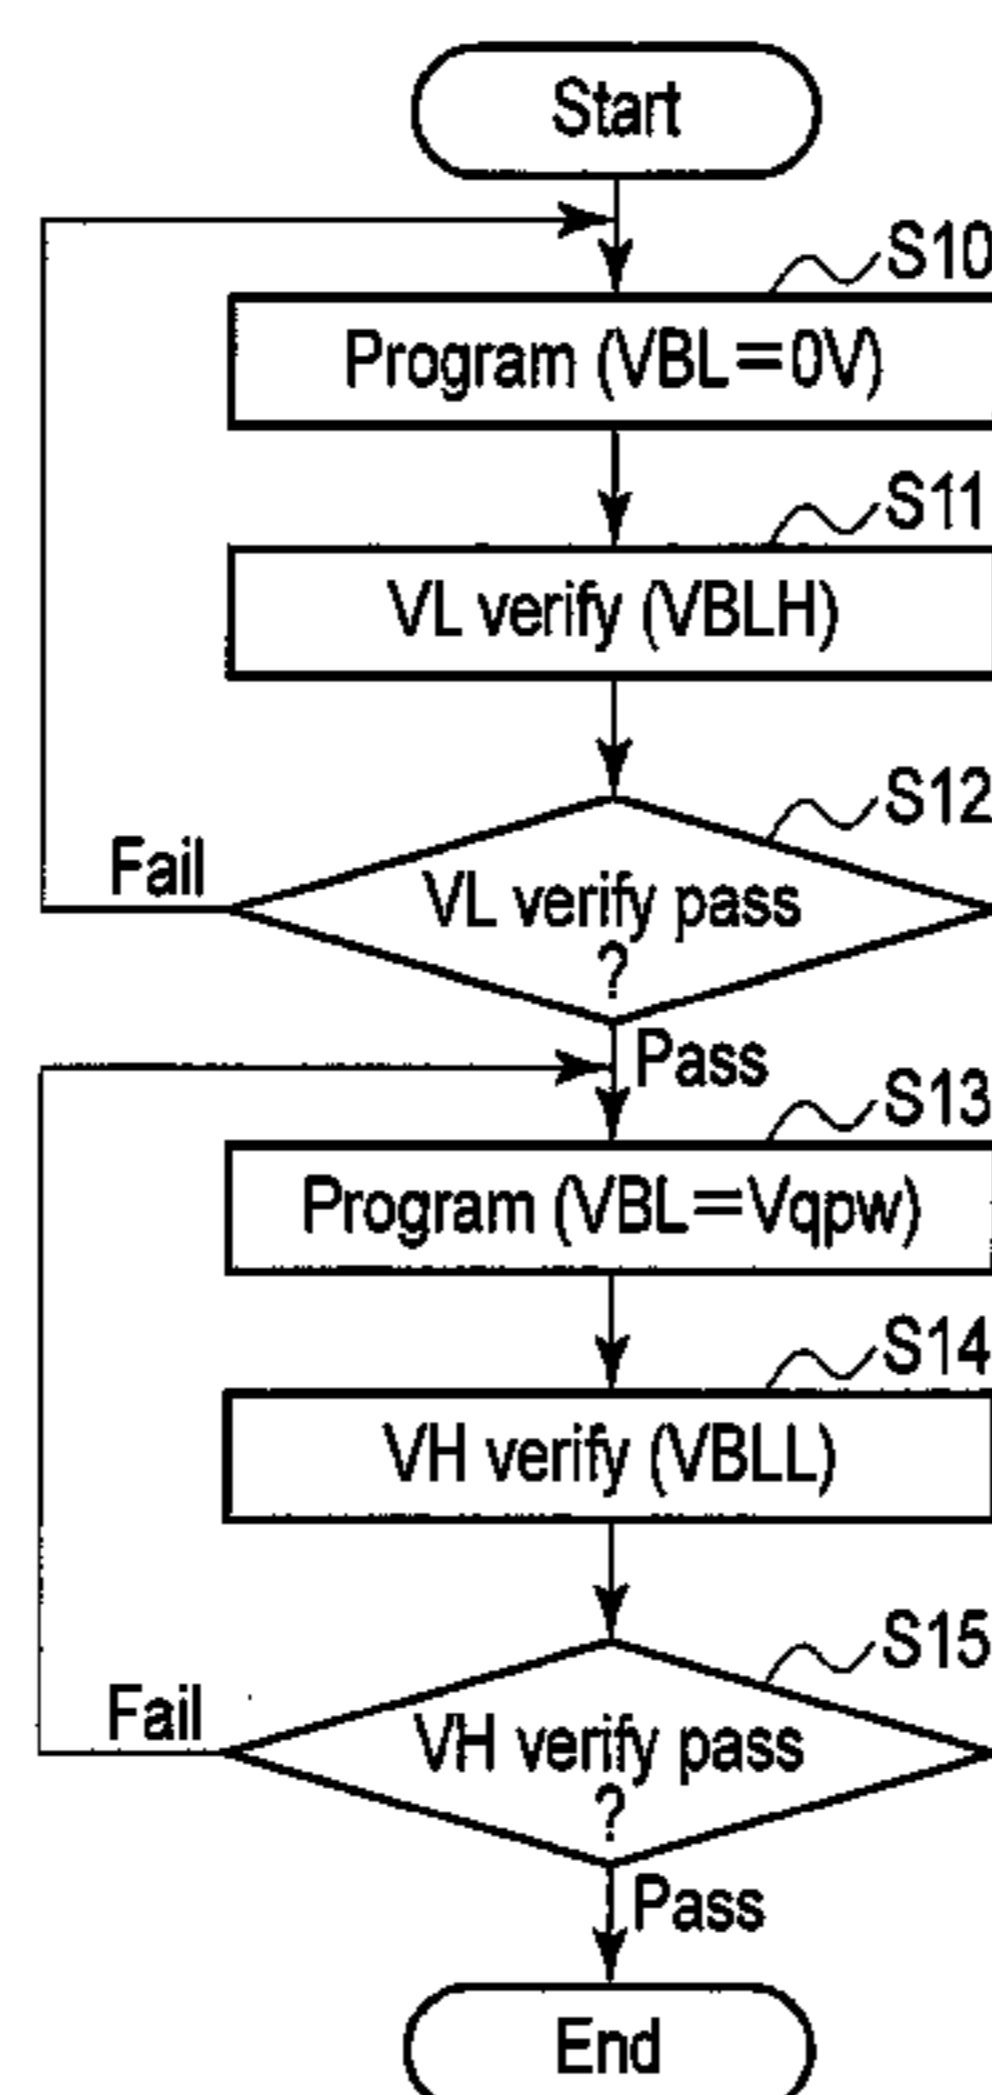 Start
S10
Program (VBL=0V)
S11
VL verify (VBLH)
S12
Fail
VL verify pass
?
Pass
S13
Program (VBL=Vqpw)
S14
VH verify (VBLL)
S15
Fail
VH verify pass
?
Pass
End